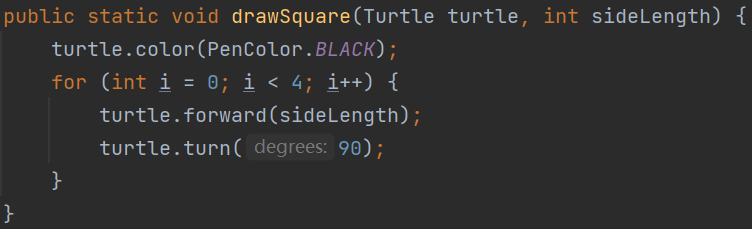 public static void drawSquare(Turtle turtle, int sideLength) {
    turtle.color(PenColor.BLACK);
    for (int i = 0; i < 4; i++) {
        turtle.forward(sideLength);
        turtle.turn( degrees: 90);
    }
}